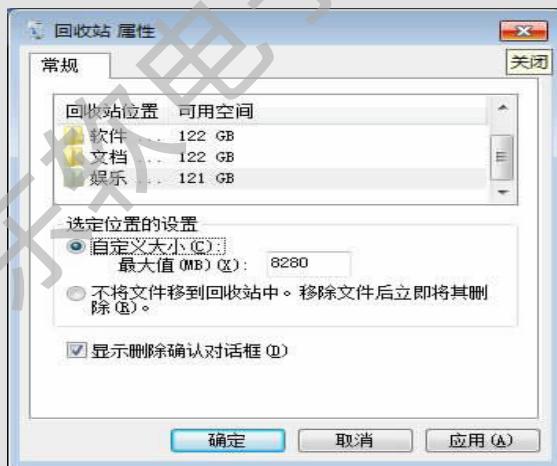 回收站 属性
关闭
常规
回收站位置 可用空间
软件 ... 122 GB
文档 ... 122 GB
娱乐 ... 121 GB
选定位置的设置
自定义大小(C):
最大值(MB)(X): 8280
不将文件移到回收站中。移除文件后立即将其删
除(R)。
显示删除确认对话框(D)
确定 取消 应用(A)